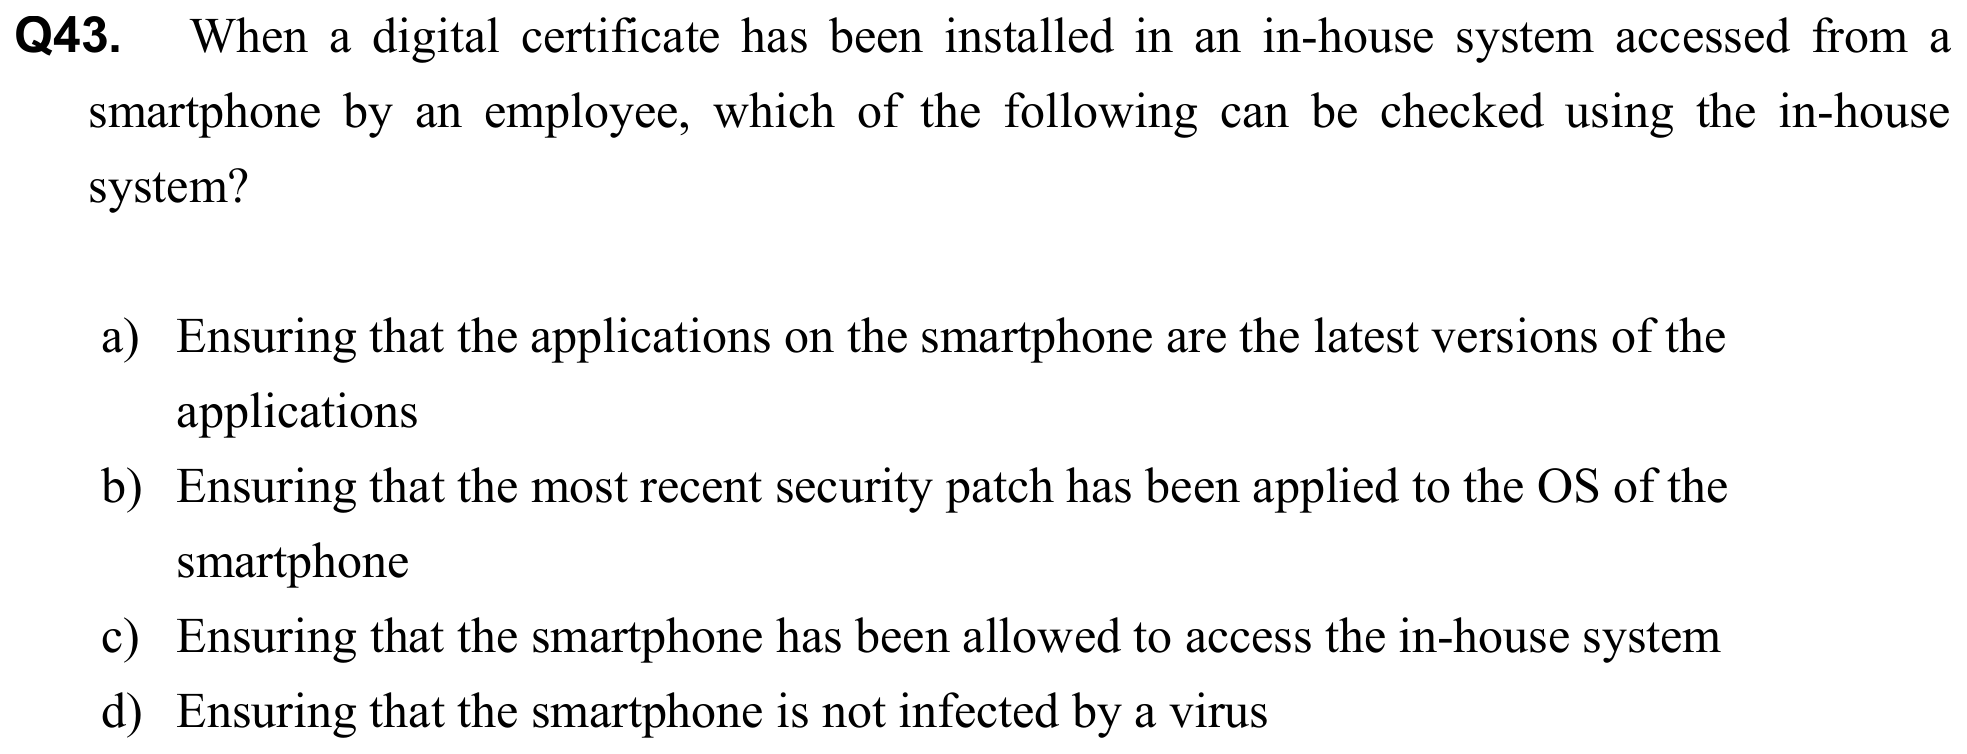 Q43. When a digital certificate has been installed in an in-house system accessed from a
smartphone by an employee, which of the following can be checked using the in-house
system?
a) Ensuring that the applications on the smartphone are the latest versions of the
applications
b) Ensuring that the most recent security patch has been applied to the OS of the
smartphone
c) Ensuring that the smartphone has been allowed to access the in-house system
d) Ensuring that the smartphone is not infected by a virus